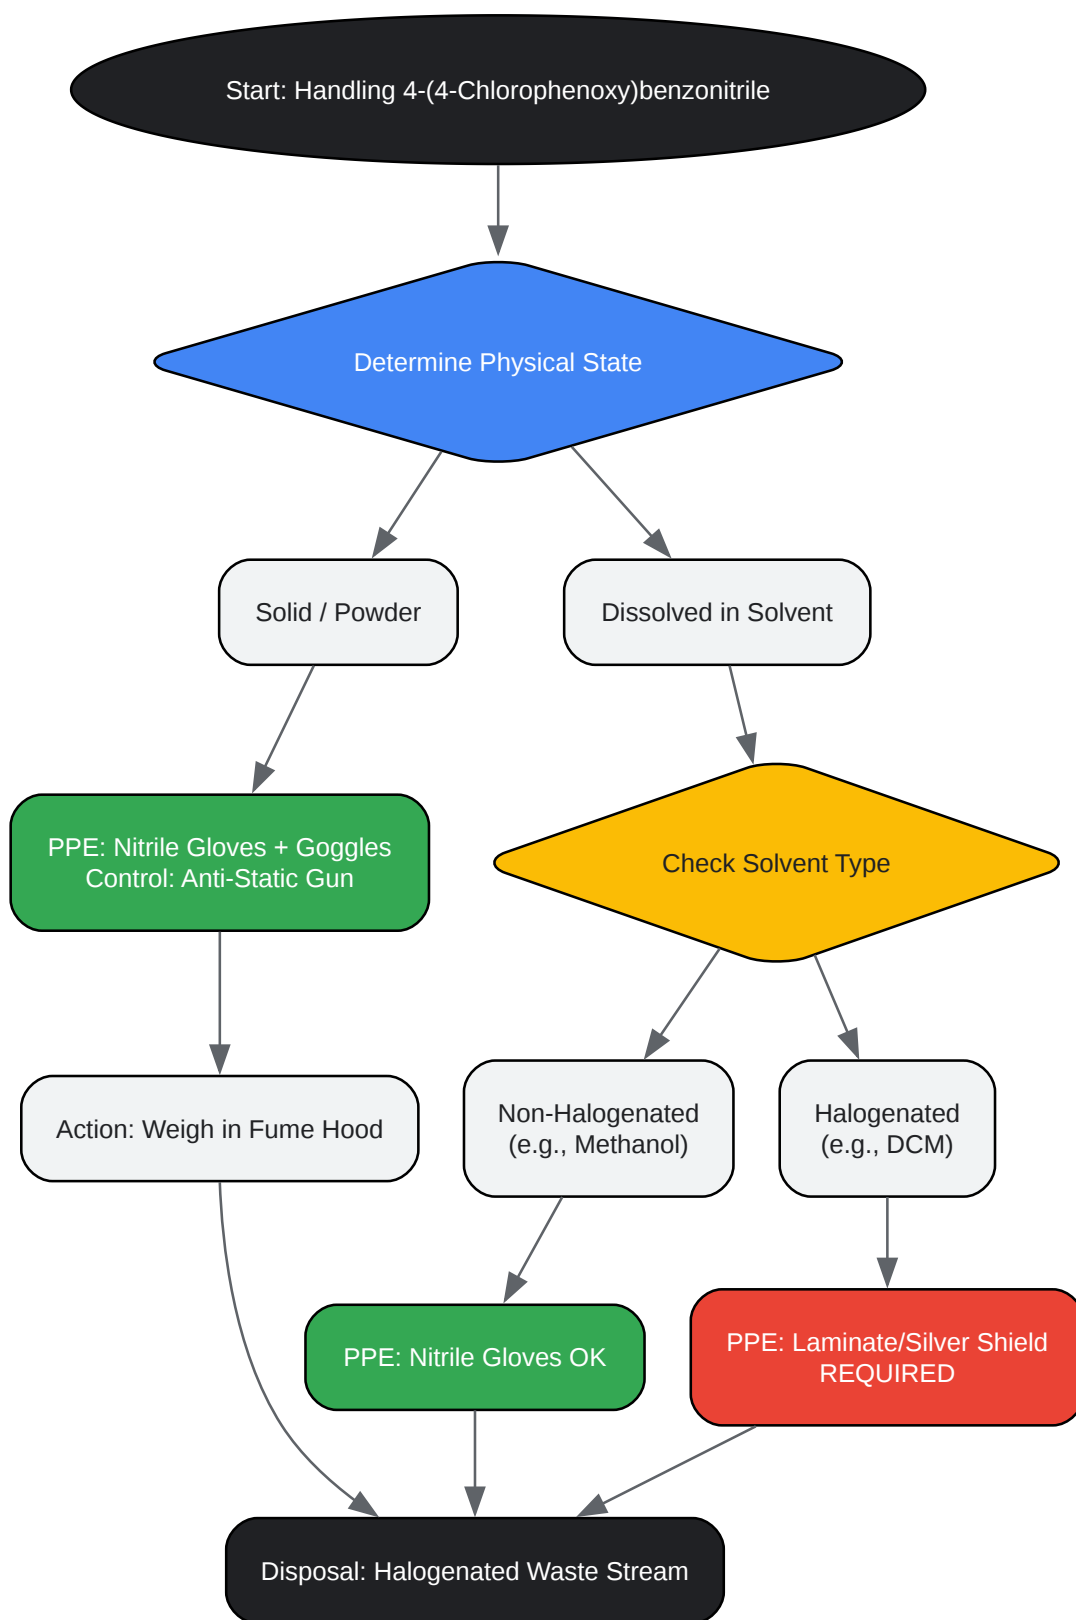 Start: Handling 4-(4-Chlorophenoxy)benzonitrile
Determine Physical State
Solid / Powder
Dissolved in Solvent
PPE: Nitrile Gloves + Goggles
Control: Anti-Static Gun
Check Solvent Type
Action: Weigh in Fume Hood
Non-Halogenated
(e.g., Methanol)
Halogenated
(e.g., DCM)
PPE: Nitrile Gloves OK
PPE: Laminate/Silver Shield
REQUIRED
Disposal: Halogenated Waste Stream